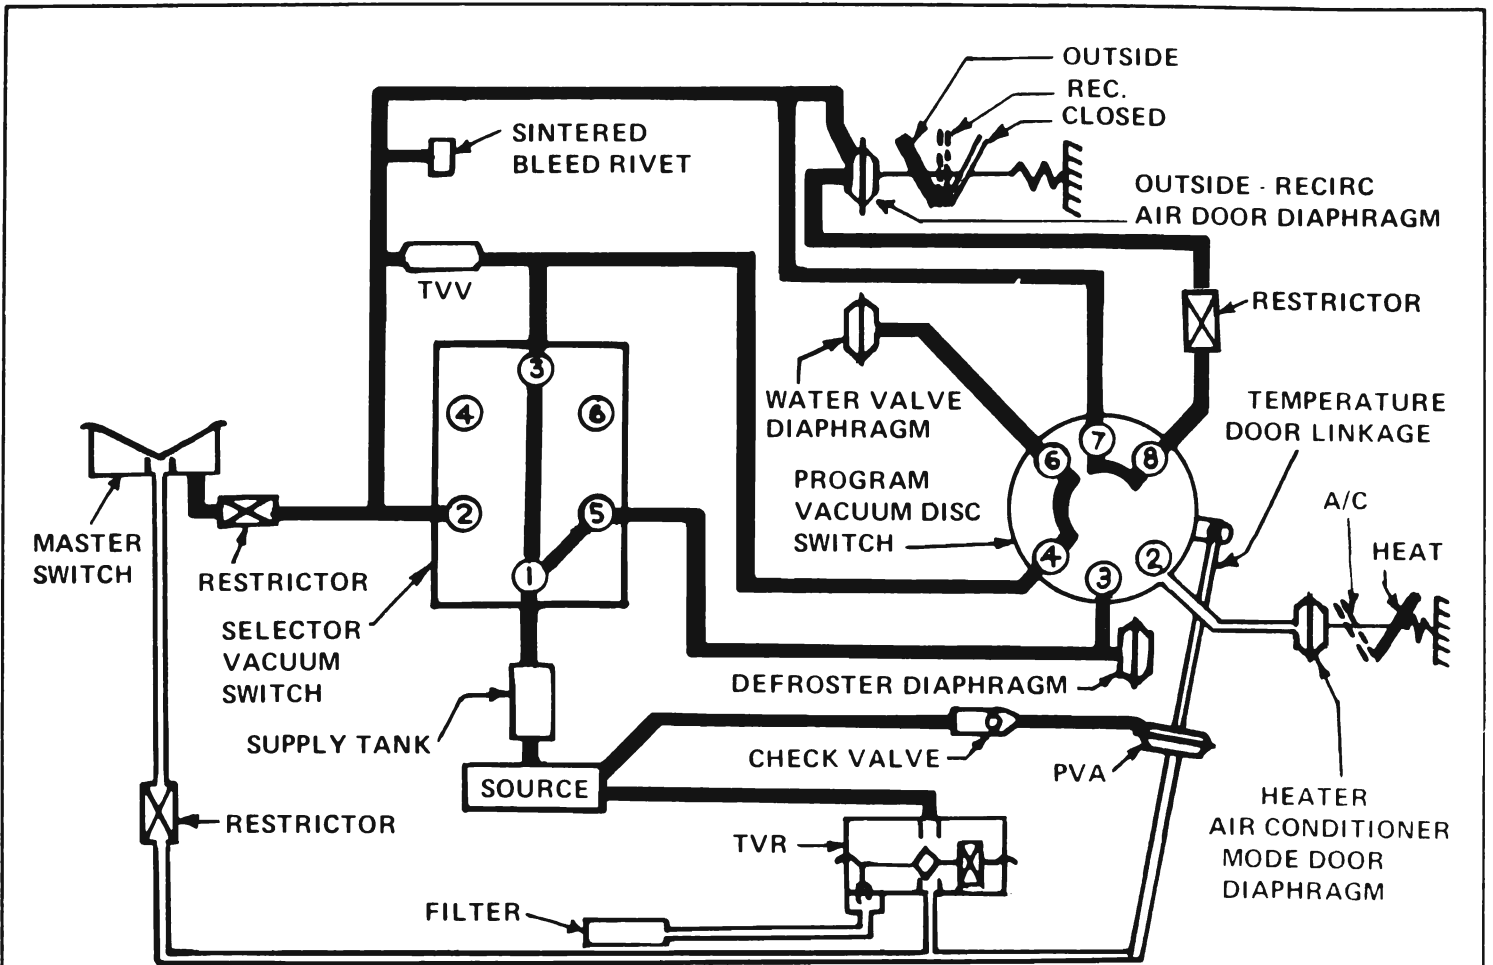 OUTSIDE
REC.
CLOSED
SINTERED
BLEED RIVET
OUTSIDE - RECIRC
AIR DOOR DIAPHRAGM
TVV
RESTRICTOR
3
4
6
WATER VALVE
DIAPHRAGM
TEMPERATURE
DOOR LINKAGE
7
6
8
PROGRAM
VACUUM DISC
SWITCH
A/C
2
5
MASTER
SWITCH
HEAT
RESTRICTOR
1
4
3
2
SELECTOR
VACUUM
SWITCH
DEFROSTER DIAPHRAGM
SUPPLY TANK
CHECK VALVE
PVA
SOURCE
HEATER
AIR CONDITIONER
MODE DOOR
DIAPHRAGM
RESTRICTOR
TVR
FILTER